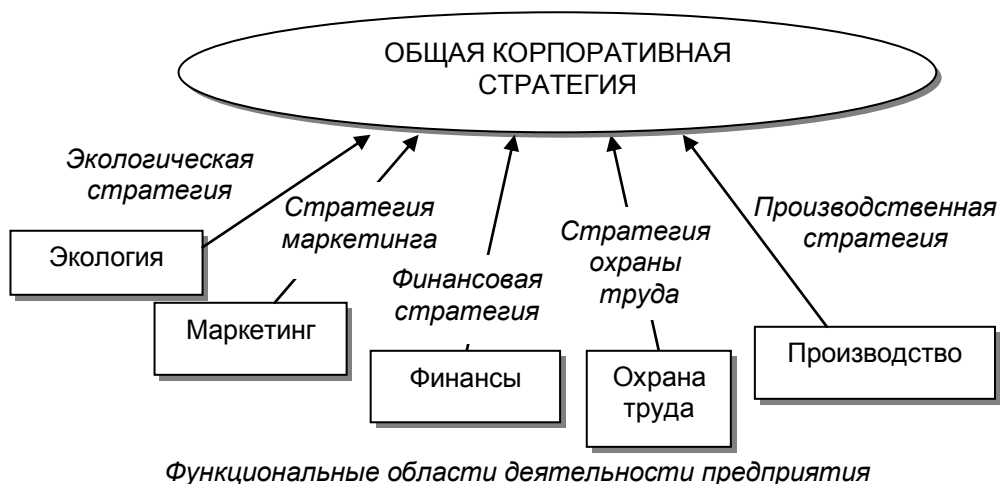 ОБЩАЯ КОРПОРАТИВНАЯ
СТРАТЕГИЯ
Экологическая
стратегия
Стратегия
маркетинга
Финансовая
стратегия
Стратегия
охраны
труда
Производственная
стратегия
Экология
Маркетинг
Финансы
Охрана
труда
Производство
Функциональные области деятельности предприятия